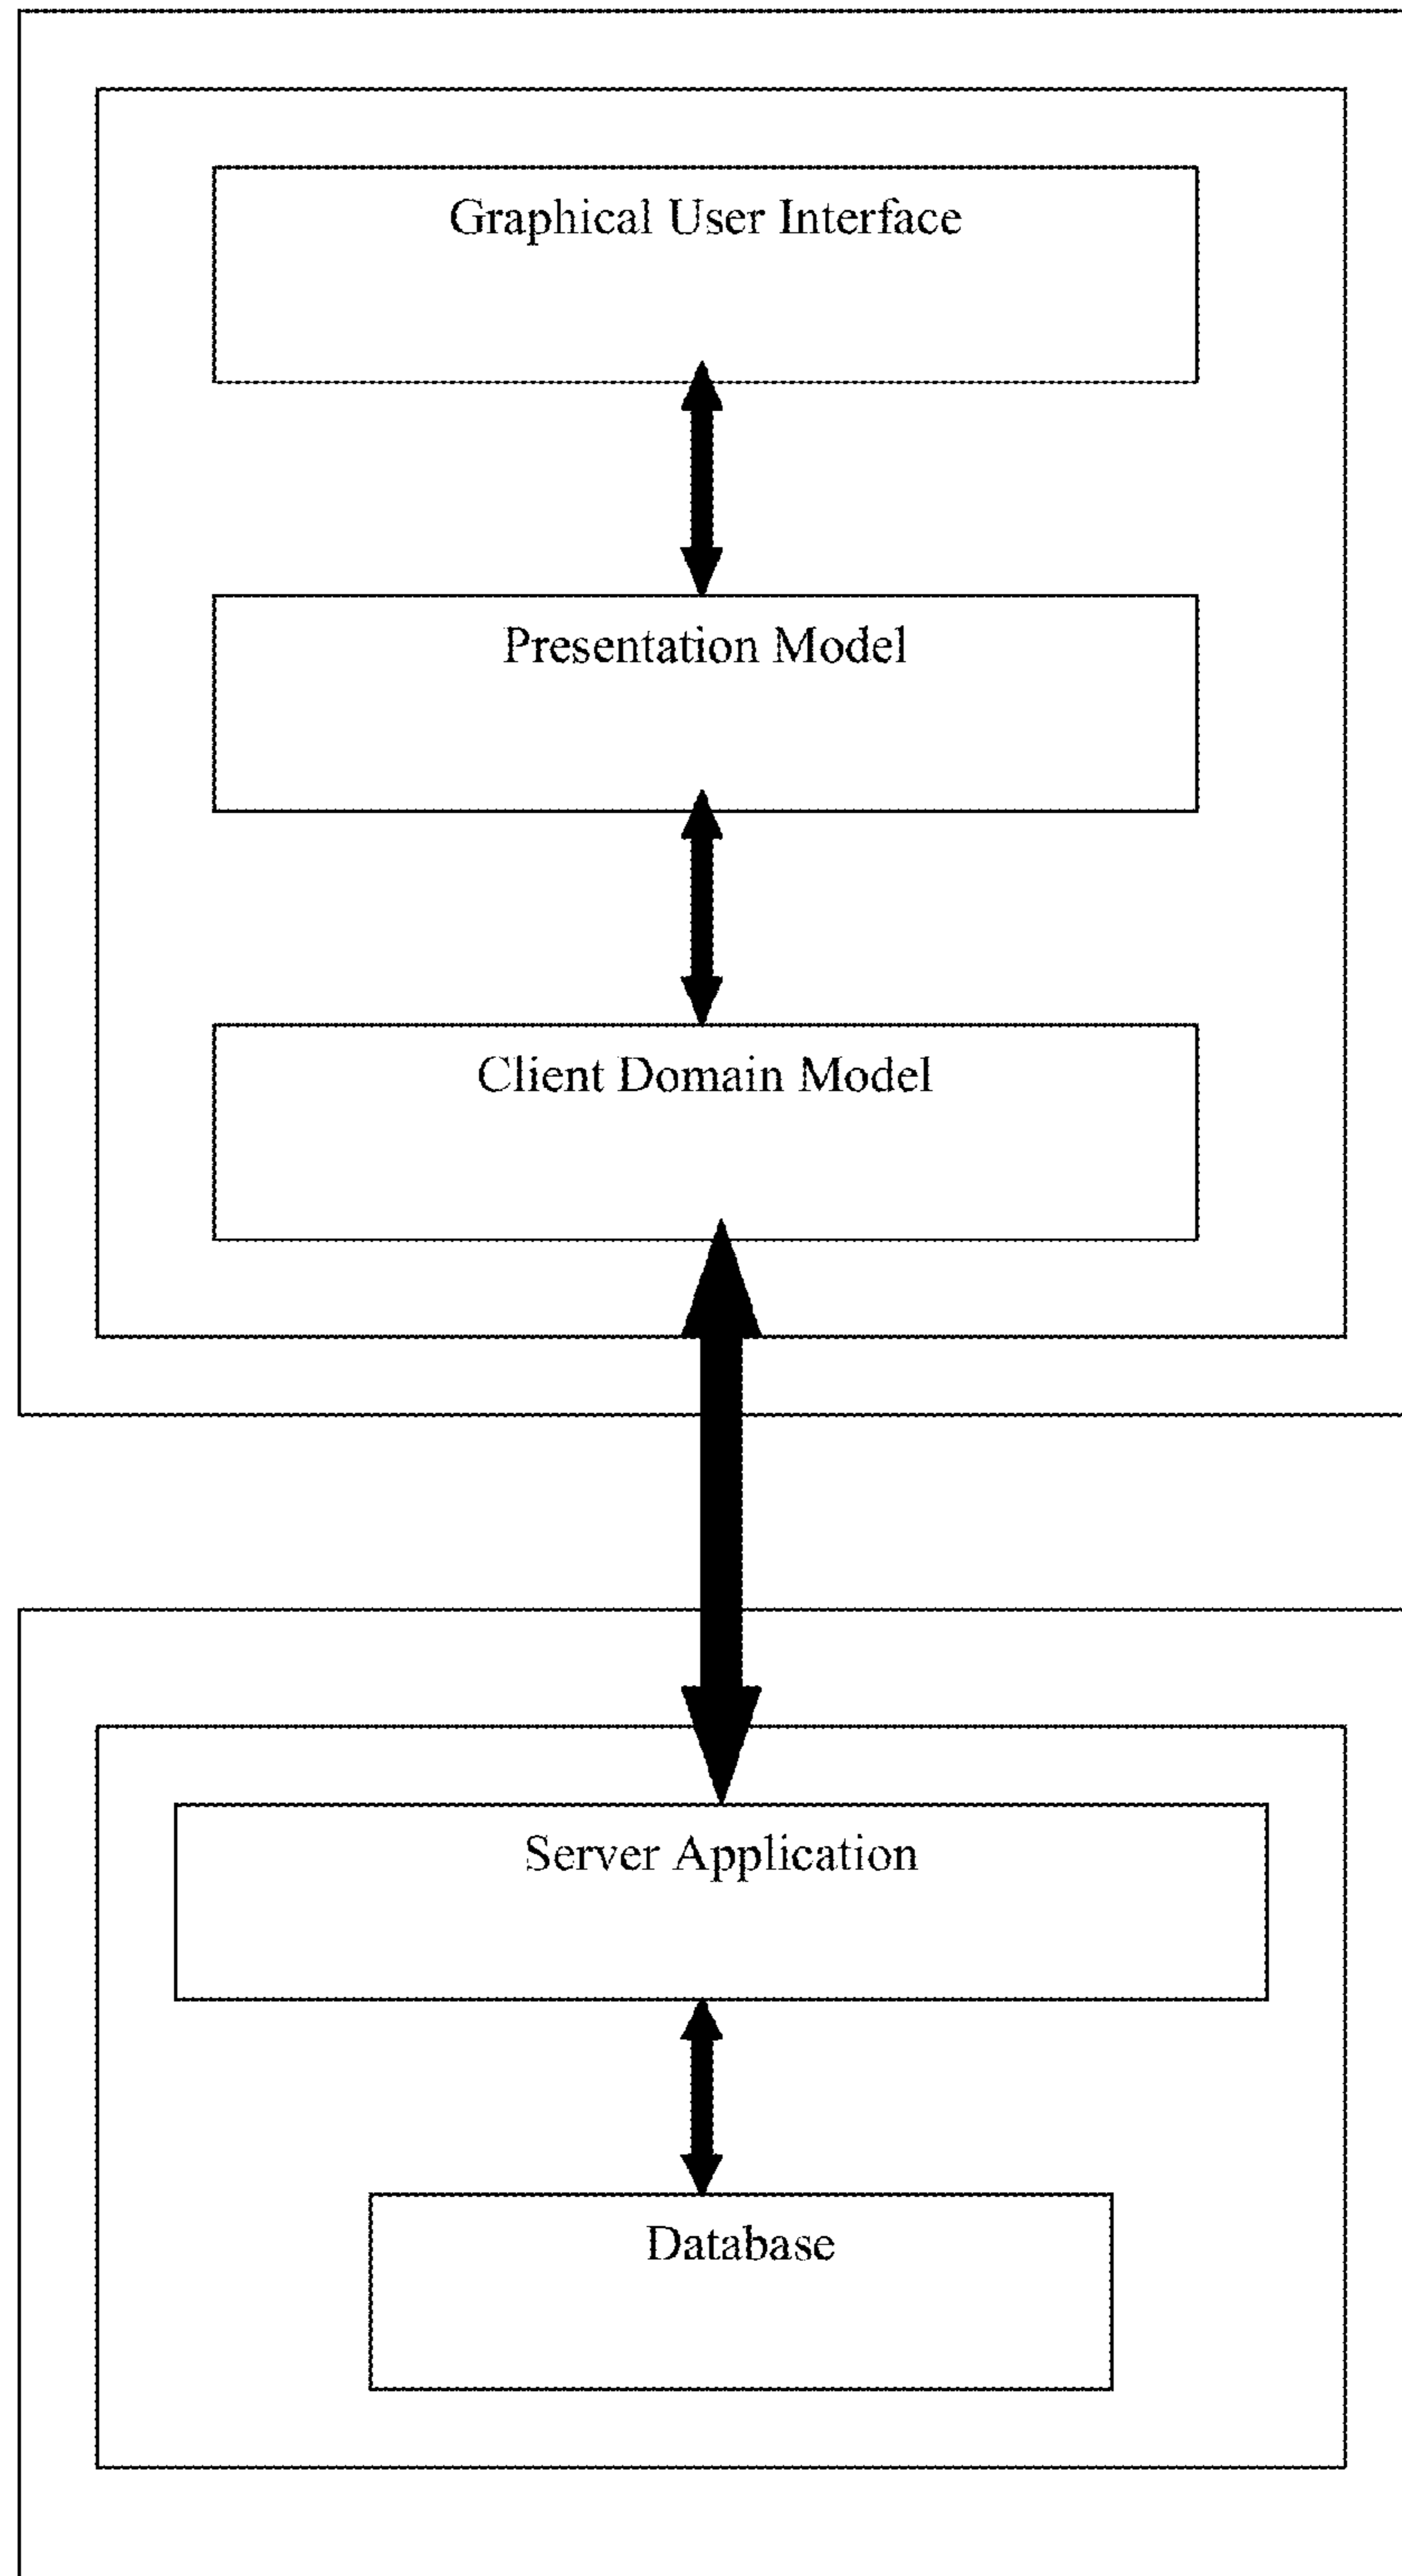 Graphical User Interface
Presentation Model
Client Domain Model
Server Application
Database